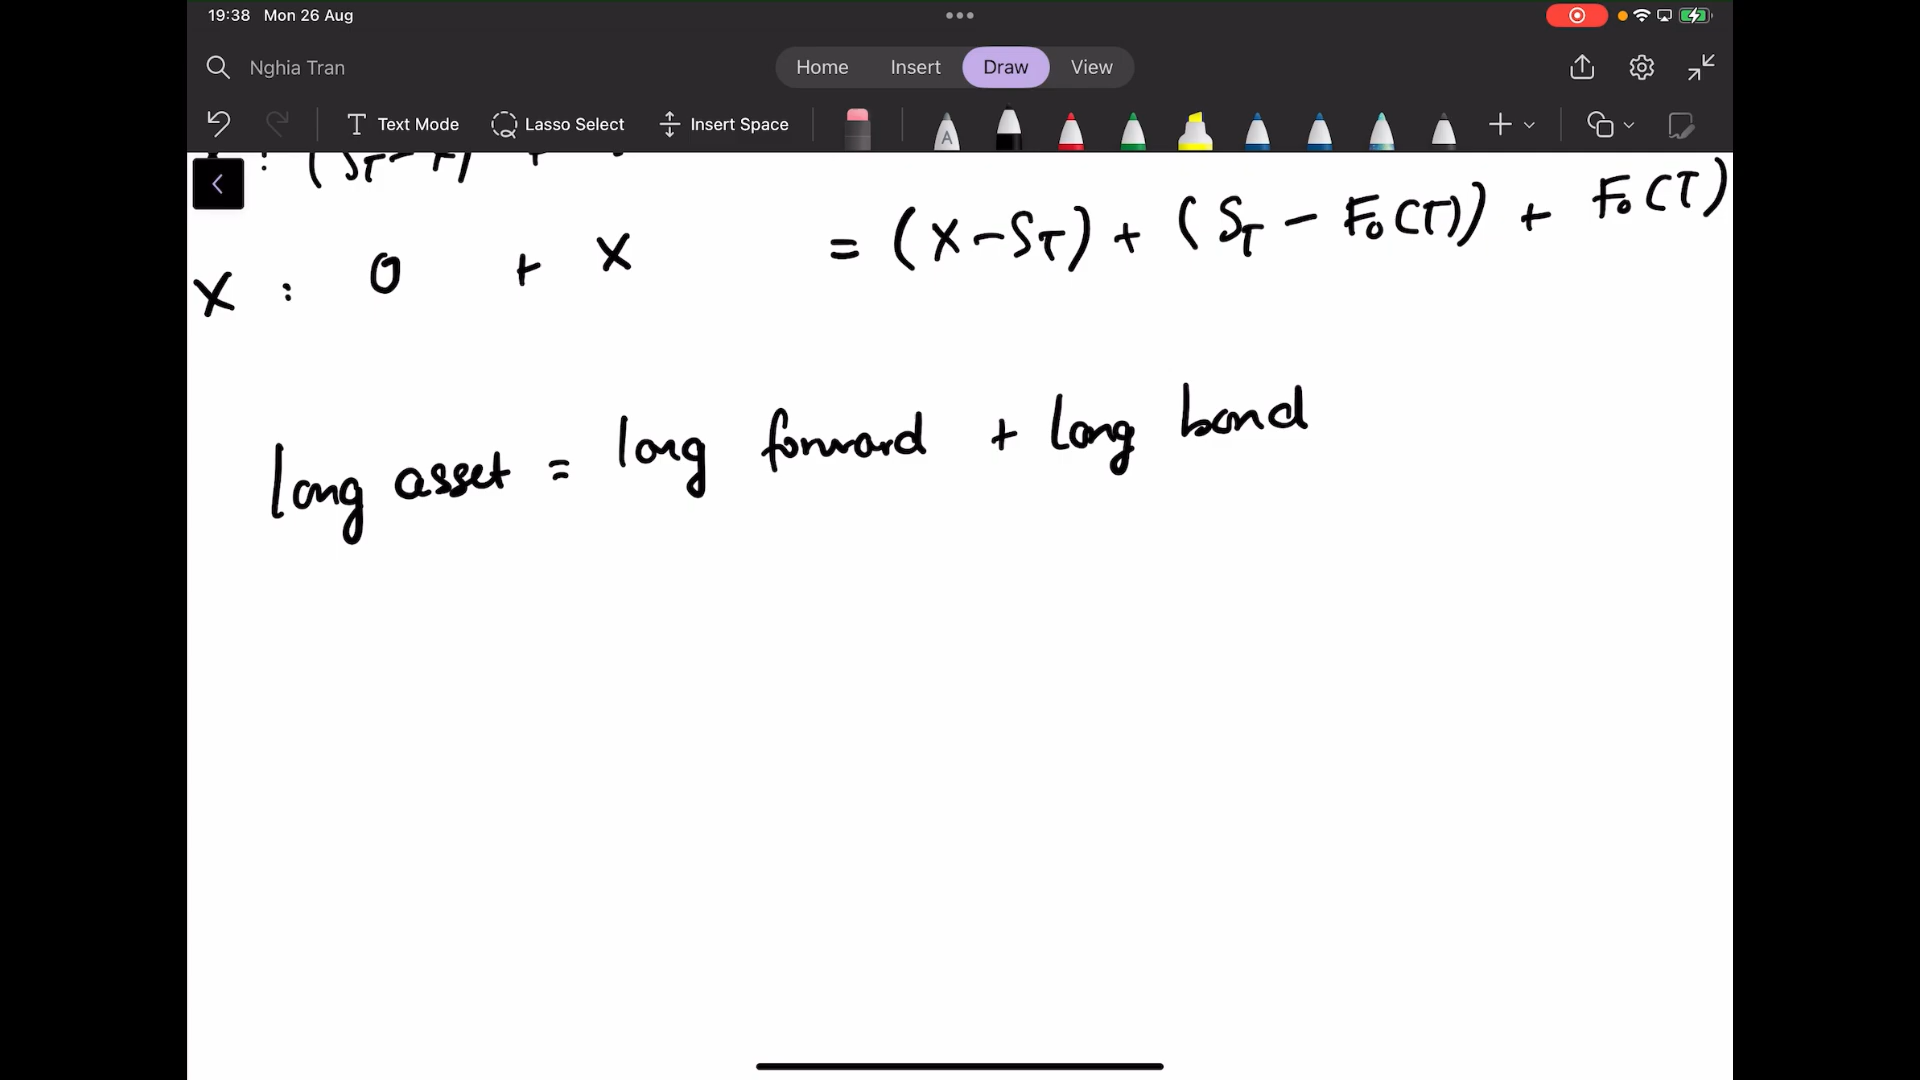 19:38 Mon 26 Aug
Nghia Tran
Home Insert Draw View
Text Mode Lasso Select Insert Space A
X : 0 + X = (X - S_T) + (S_T - F_0(T)) + F_0(T)
long asset = long forward + long bond